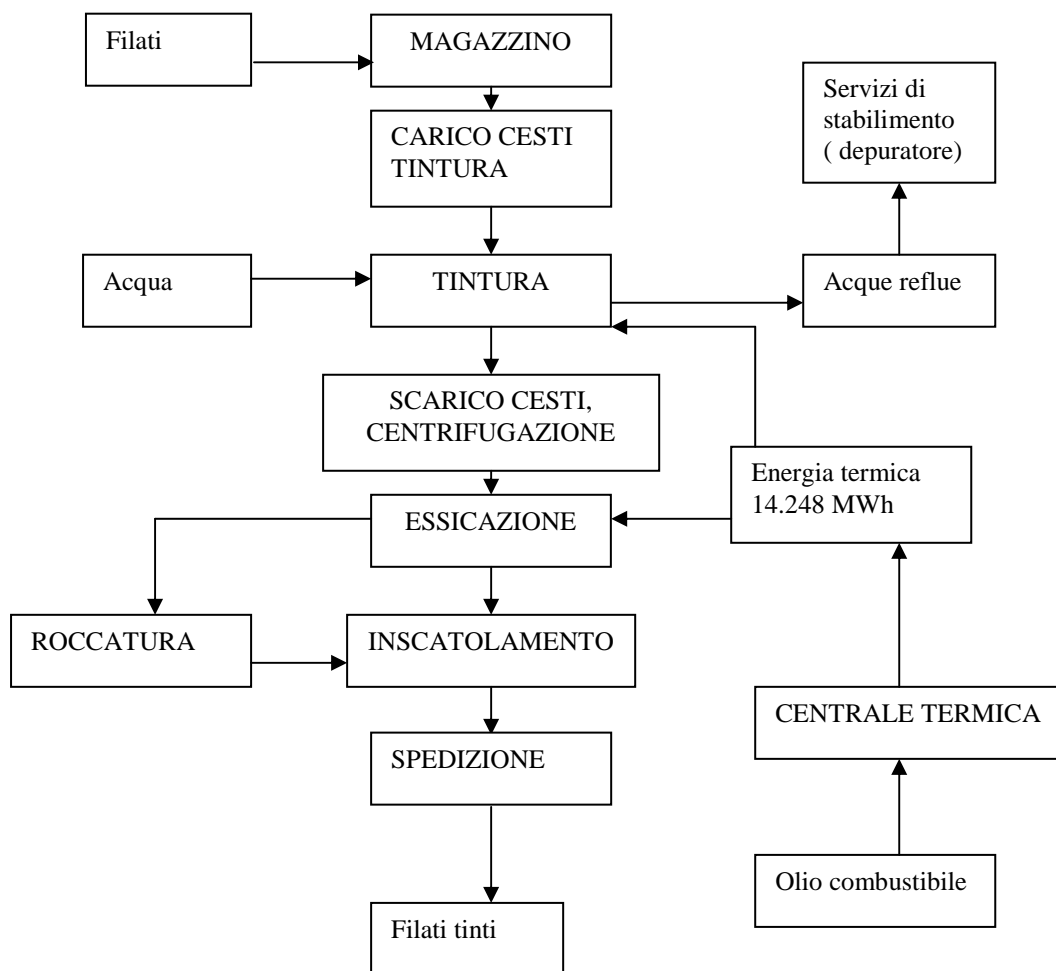 Filati
MAGAZZINO
Servizi di
stabilimento
( depuratore)
CARICO CESTI
TINTURA
Acqua
TINTURA
Acque reflue
SCARICO CESTI,
CENTRIFUGAZIONE
Energia termica
14.248 MWh
ESSICAZIONE
ROCCATURA
INSCATOLAMENTO
CENTRALE TERMICA
SPEDIZIONE
Olio combustibile
Filati tinti